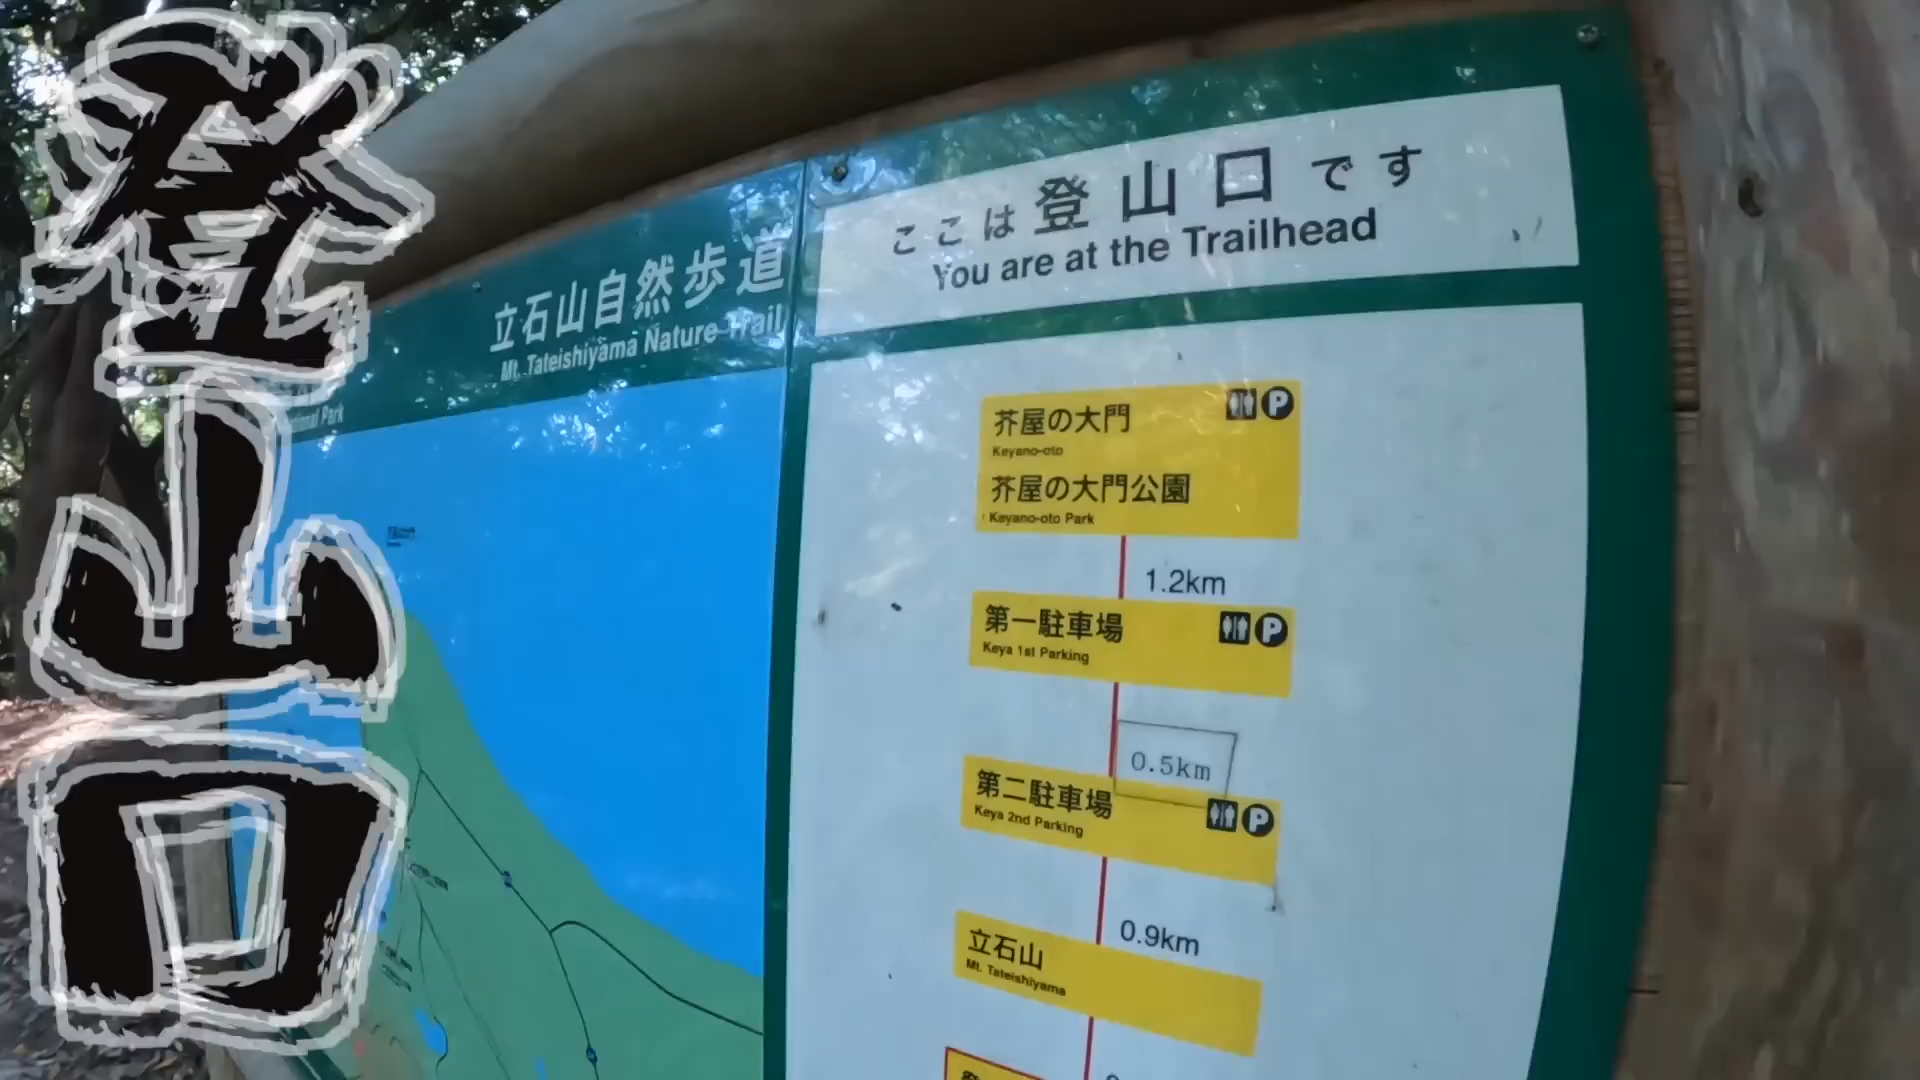 登山口
立石山自然歩道
Mt. Tateishiyama Nature Trail
Park
ここは登山口です
You are at the Trailhead
芥屋の大門
Keyano-oto
芥屋の大門公園
Keyano-oto Park
1.2km
第一駐車場
Keya 1st Parking
0.5km
第二駐車場
Keya 2nd Parking
0.9km
立石山
Mt. Tateishiyama
P
P
P